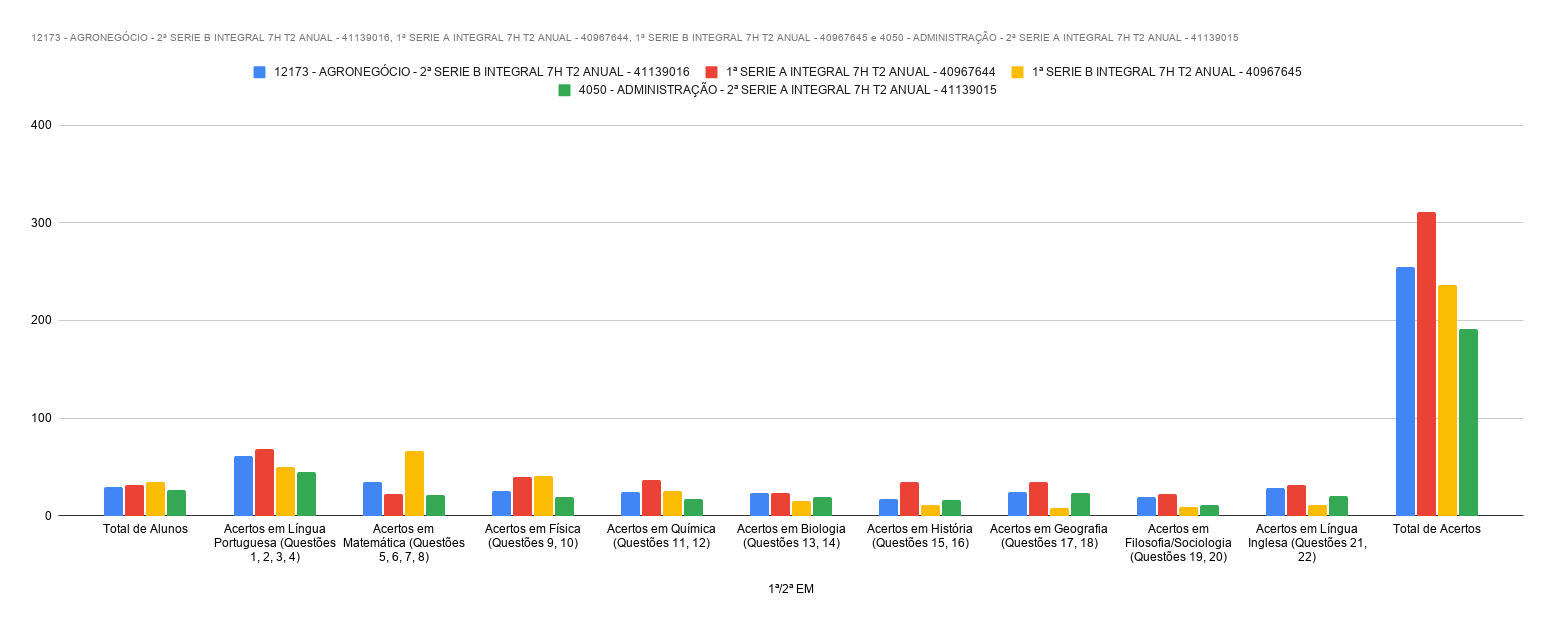 12173 - AGRONEGÓCIO - 2ª SERIE B INTEGRAL 7H T2 ANUAL - 41139016, 1ª SERIE A INTEGRAL 7H T2 ANUAL - 40967644, 1ª SERIE B INTEGRAL 7H T2 ANUAL - 40967645 e 4050 - ADMINISTRAÇÃO - 2ª SERIE A INTEGRAL 7H T2 ANUAL - 41139015
12173 - AGRONEGÓCIO - 2ª SERIE B INTEGRAL 7H T2 ANUAL - 41139016 1ª SERIE A INTEGRAL 7H T2 ANUAL - 40967644 1ª SERIE B INTEGRAL 7H T2 ANUAL - 40967645
4050 - ADMINISTRAÇÃO - 2ª SERIE A INTEGRAL 7H T2 ANUAL - 41139015
400
300
200
100
0
Total de Alunos
Acertos em Língua
Portuguesa (Questões
1, 2, 3, 4)
Acertos em
Matemática (Questões
5, 6, 7, 8)
Acertos em Física
(Questões 9, 10)
Acertos em Química
(Questões 11, 12)
Acertos em Biologia
(Questões 13, 14)
Acertos em História
(Questões 15, 16)
Acertos em Geografia
(Questões 17, 18)
Acertos em
Filosofia/Sociologia
(Questões 19, 20)
Acertos em Língua
Inglesa (Questões 21,
22)
Total de Acertos
1ª/2ª EM